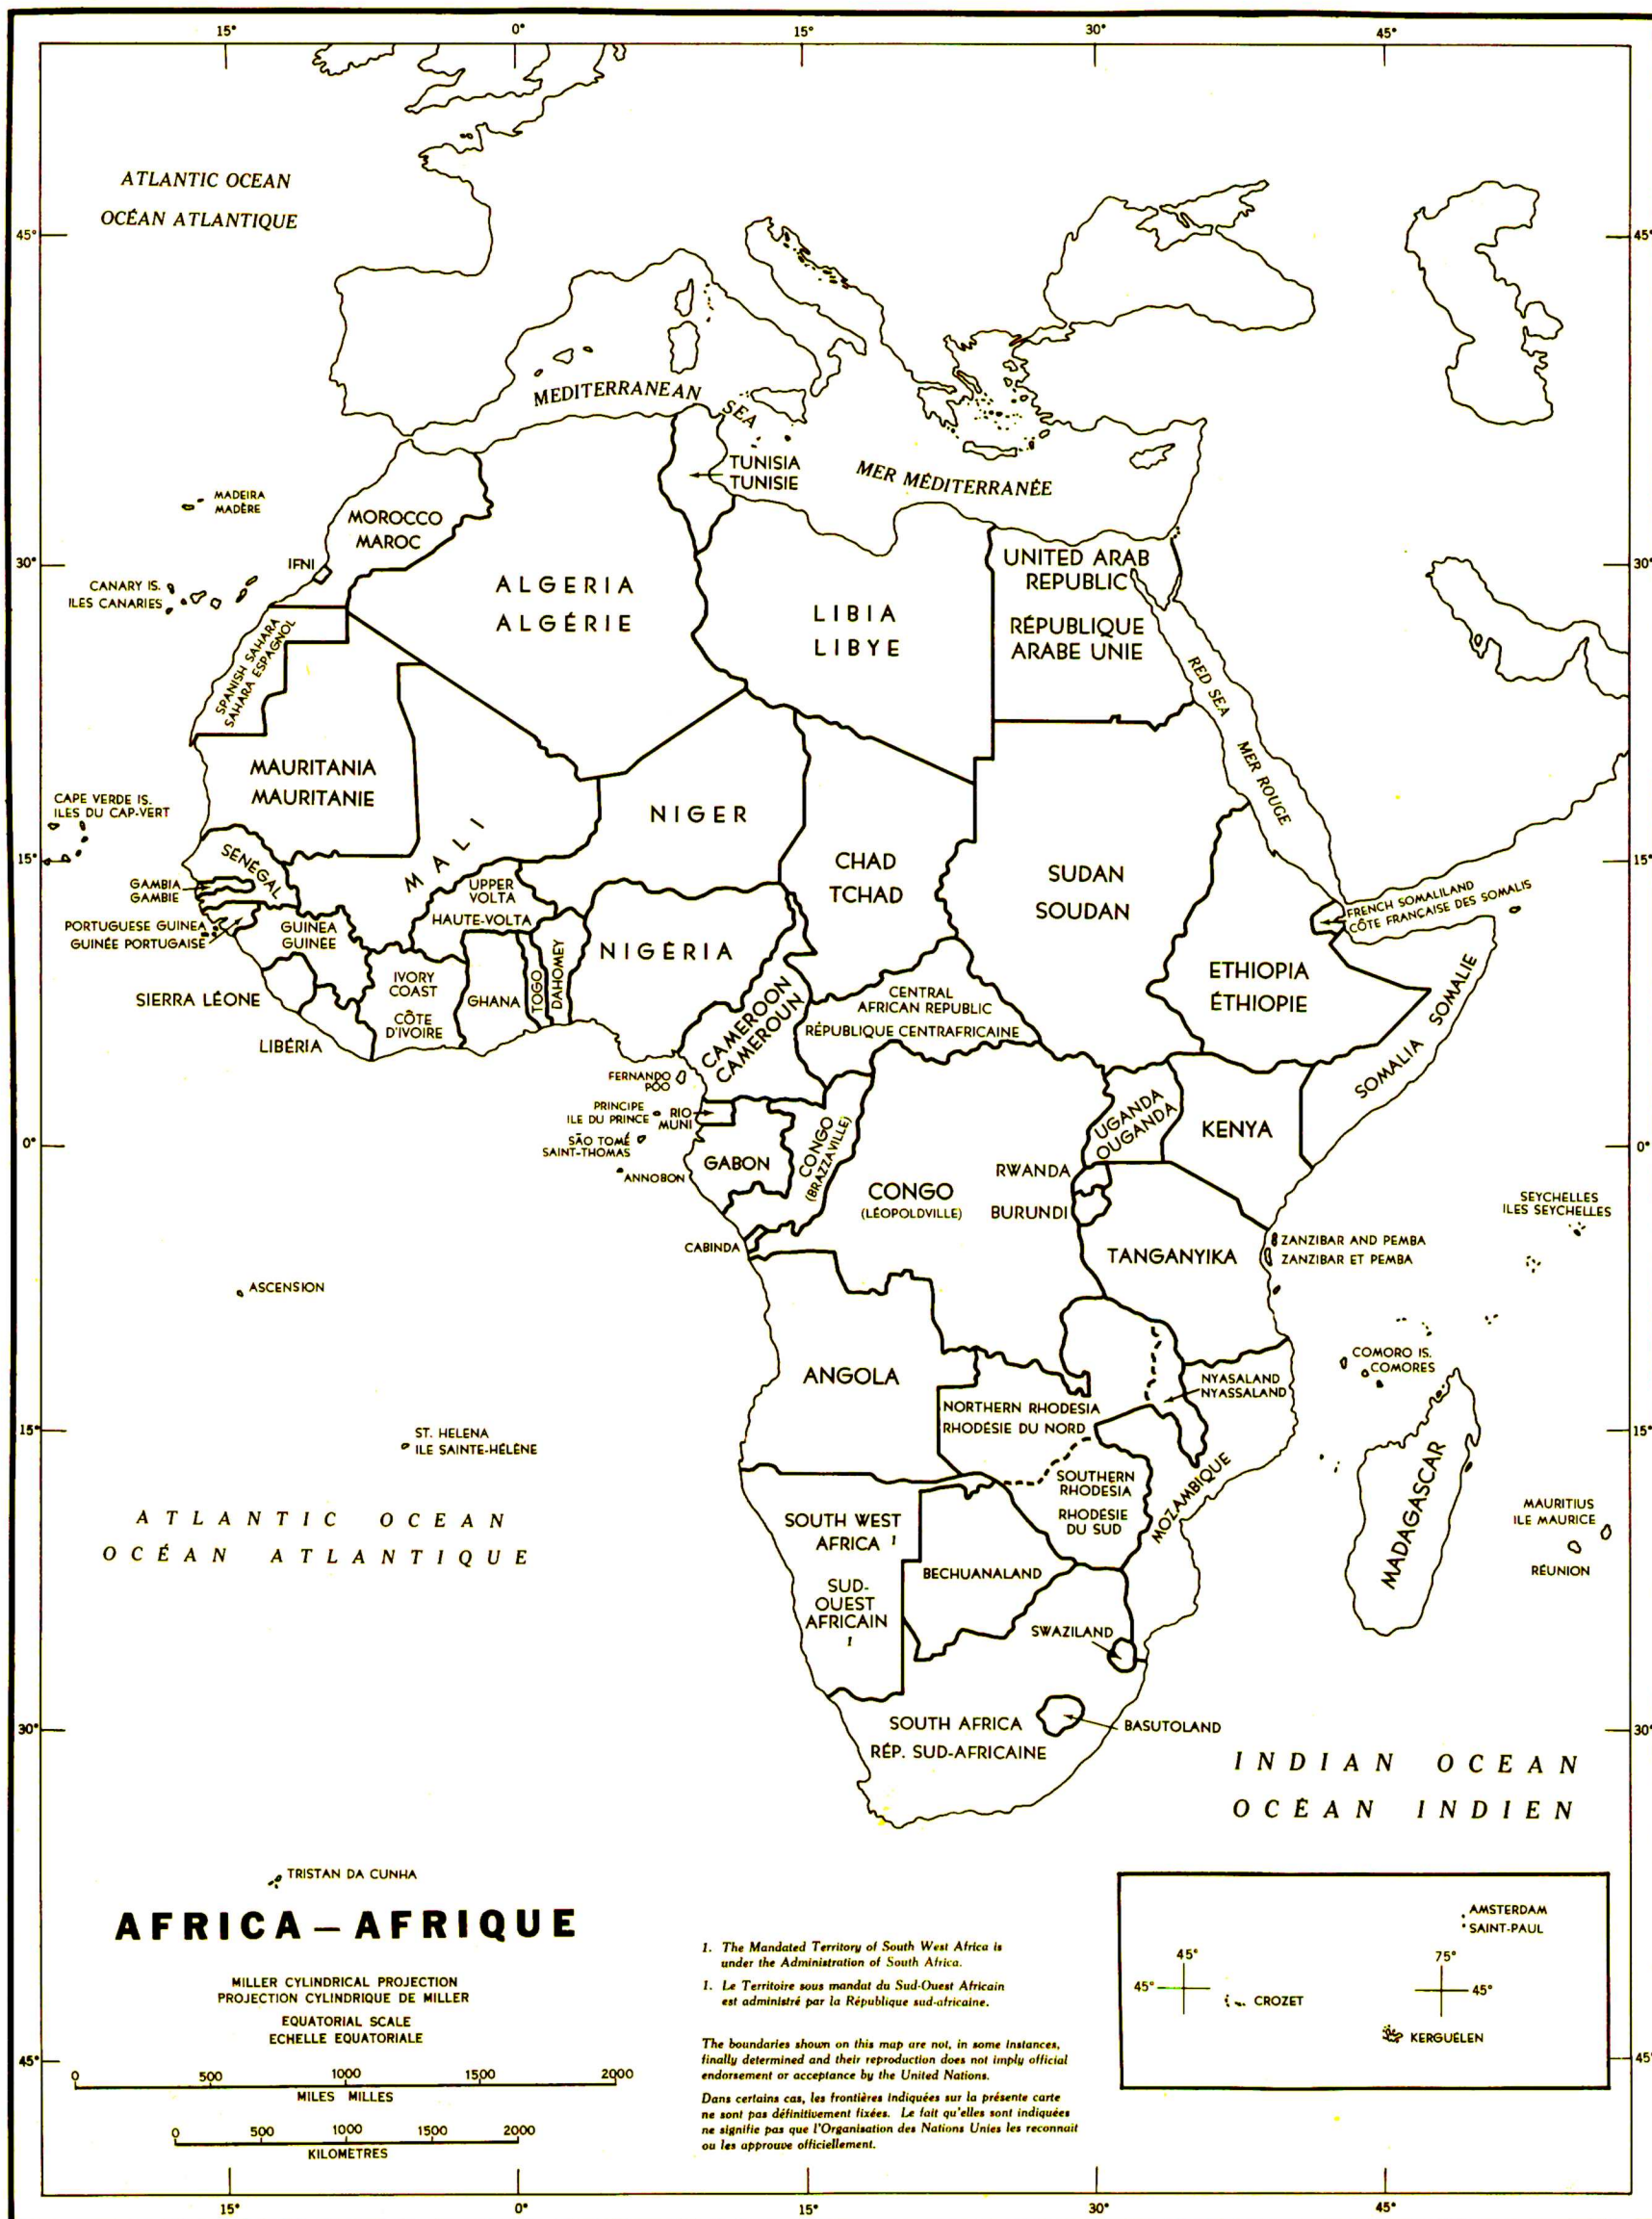 15° 0° 15° 30° 45°
ATLANTIC OCEAN
OCÉAN ATLANTIQUE
45° 45°
MEDITERRANEAN SEA
MER MÉDITERRANÉE
TUNISIA
TUNISIE
MADEIRA
MADÈRE
MOROCCO
MAROC
IFNI
30° 30°
CANARY IS.
ILES CANARIES
ALGERIA
ALGÉRIE
LIBIA
LIBYE
UNITED ARAB
REPUBLIC
RÉPUBLIQUE
ARABE UNIE
SPANISH SAHARA
SAHARA ESPAGNOL
RED SEA
MER ROUGE
MAURITANIA
MAURITANIE
CAPE VERDE IS.
ILES DU CAP-VERT
MALI
NIGER
CHAD
TCHAD
SUDAN
SOUDAN
15° 15°
SÉNÉGAL
GAMBIA
GAMBIE
UPPER
VOLTA
HAUTE-VOLTA
FRENCH SOMALILAND
CÔTE FRANÇAISE DES SOMALIS
PORTUGUESE GUINEA
GUINÉE PORTUGAISE
GUINEA
GUINÉE
NIGÉRIA
DAHOMEY
TOGO
GHANA
IVORY
COAST
CÔTE
D'IVOIRE
SIERRA LÉONE
LIBÉRIA
ETHIOPIA
ÉTHIOPIE
SOMALIA SOMALIE
CENTRAL
AFRICAN REPUBLIC
RÉPUBLIQUE CENTRAFRICAINE
CAMEROON
CAMEROUN
FERNANDO
PÓO
PRINCIPE
ILE DU PRINCE
RIO
MUNI
SÃO TOMÉ
SAINT-THOMAS
ANNOBON
0° 0°
GABON
CONGO
(BRAZZAVILLE)
CONGO
(LÉOPOLDVILLE)
UGANDA
OUGANDA
KENYA
RWANDA
BURUNDI
CABINDA
TANGANYIKA
ZANZIBAR AND PEMBA
ZANZIBAR ET PEMBA
SEYCHELLES
ILES SEYCHELLES
ASCENSION
ANGOLA
COMORO IS.
COMORES
NYASALAND
NYASSALAND
NORTHERN RHODESIA
RHODÉSIE DU NORD
15° 15°
ST. HELENA
ILE SAINTE-HÉLÈNE
SOUTHERN
RHODESIA
RHODÉSIE
DU SUD
MOZAMBIQUE
MADAGASCAR
MAURITIUS
ILE MAURICE
RÉUNION
ATLANTIC OCEAN
OCÉAN ATLANTIQUE
SOUTH WEST
AFRICA 1
SUD-
OUEST
AFRICAIN
1
BECHUANALAND
SWAZILAND
SOUTH AFRICA
RÉP. SUD-AFRICAINE
BASUTOLAND
30° 30°
INDIAN OCEAN
OCÉAN INDIEN
TRISTAN DA CUNHA
AFRICA – AFRIQUE
MILLER CYLINDRICAL PROJECTION
PROJECTION CYLINDRIQUE DE MILLER
EQUATORIAL SCALE
ECHELLE EQUATORIALE
45° 45°
0 500 1000 1500 2000
MILES MILLES
0 500 1000 1500 2000
KILOMETRES
1. The Mandated Territory of South West Africa is
under the Administration of South Africa.
1. Le Territoire sous mandat du Sud-Ouest Africain
est administré par la République sud-africaine.
The boundaries shown on this map are not, in some instances,
finally determined and their reproduction does not imply official
endorsement or acceptance by the United Nations.
Dans certains cas, les frontières indiquées sur la présente carte
ne sont pas définitivement fixées. Le fait qu'elles sont indiquées
ne signifie pas que l'Organisation des Nations Unies les reconnait
ou les approuve officiellement.
AMSTERDAM
SAINT-PAUL
45° 75°
45° 45°
CROZET
KERGUÉLEN
15° 0° 15° 30° 45°